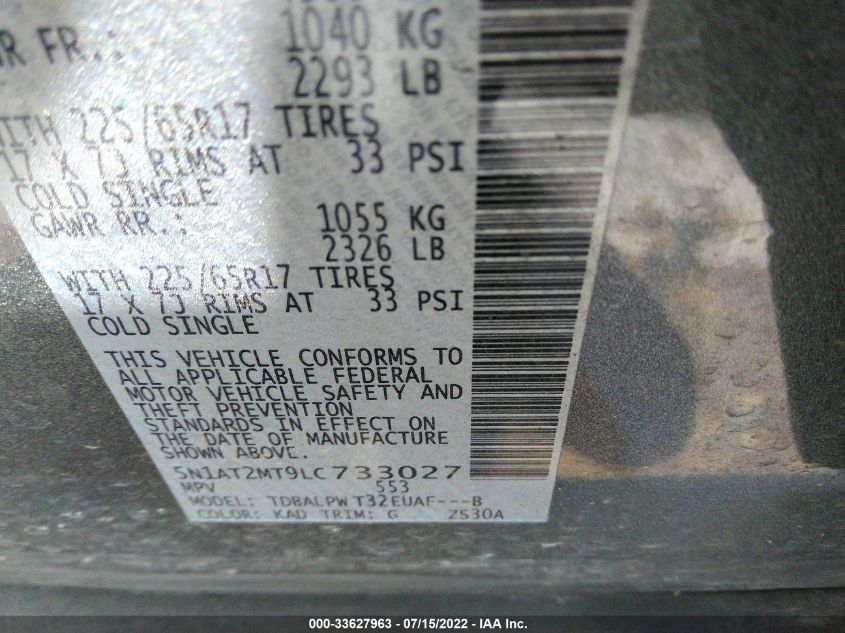 WR FR.: 1040 KG
2293 LB
WITH 225/65R17 TIRES
17 X 7J RIMS AT 33 PSI
COLD SINGLE
GAWR RR.: 1055 KG
2326 LB
WITH 225/65R17 TIRES
17 X 7J RIMS AT 33 PSI
COLD SINGLE
THIS VEHICLE CONFORMS TO
ALL APPLICABLE FEDERAL
MOTOR VEHICLE SAFETY AND
THEFT PREVENTION
STANDARDS IN EFFECT ON
THE DATE OF MANUFACTURE
SHOWN ABOVE.
5N1AT2MT9LC733027
MPV 553
MODEL: TDBALPWT32EUAF---B
COLOR: KAD TRIM: G ZS30A
000-33627963 - 07/15/2022 - IAA Inc.